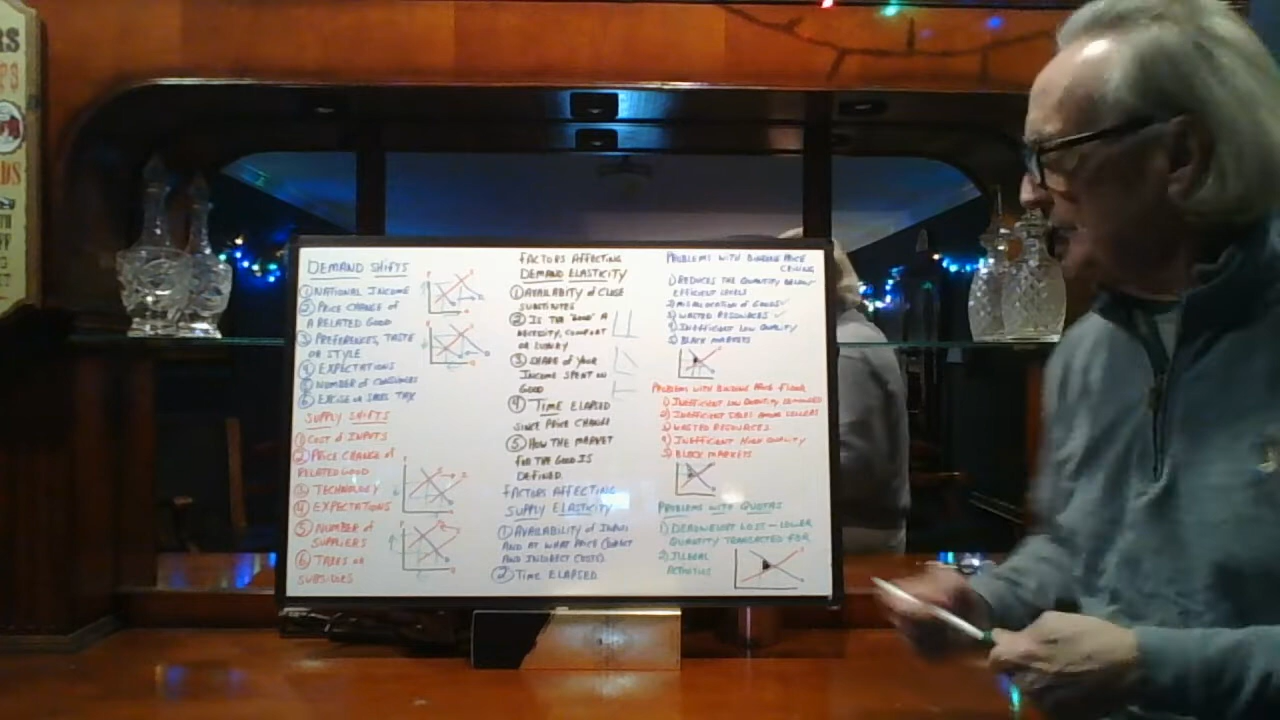 DEMAND SHIFTS
① NATIONAL INCOME
② PRICE CHANGE of
A RELATED GOOD
③ PREFERENCES, TASTE
OR STYLE
④ EXPECTATIONS
⑤ NUMBER of CONSUMERS
⑥ EXCISE OR SALES TAX
SUPPLY SHIFTS
① COST of INPUTS
② PRICE CHANGE of
RELATED GOOD
③ TECHNOLOGY
④ EXPECTATIONS
⑤ NUMBER of
SUPPLIERS
⑥ TAXES OR
FACTORS AFFECTING
DEMAND ELASTICITY
① AVAILABITY of CLOSE
② IS THE "GOOD" A
NECESSITY, COMFORT
OR LUXURY
③ SHARE of YOUR
INCOME SPENT ON
GOOD
④ TIME ELAPSED
SINCE PRICE CHANGE
⑤ HOW THE MARKET
FOR THE GOOD IS
DEFINED.
FACTORS AFFECTING
SUPPLY ELASTICITY
① AVAILABILITY of INPUTS
AND AT WHAT PRICE (DIRECT
AND INDIRECT COSTS).
② TIME ELAPSED
PROBLEMS WITH BINDING PRICE
CEILING
1) REDUCES THE QUANTITY BELOW
EFFICIENT LEVELS
2) MISALLOCATION of GOODS ✓
3) WASTED RESOURCES ✓
4) INEFFICIENT LOW QUALITY
5) BLACK MARKETS
PROBLEMS WITH BINDING PRICE FLOOR
1) INEFFICIENT LOW QUANTITY DEMANDED
2) INEFFICIENT SALES AMONG SELLERS
3) WASTED RESOURCES
4) INEFFICIENT HIGH QUALITY
5) BLACK MARKETS
PROBLEMS WITH QUOTAS
1) DEADWEIGHT LOST - LOWER
QUANTITY TRANSACTED FOR
2) ILLEGAL
ACTIVITIES